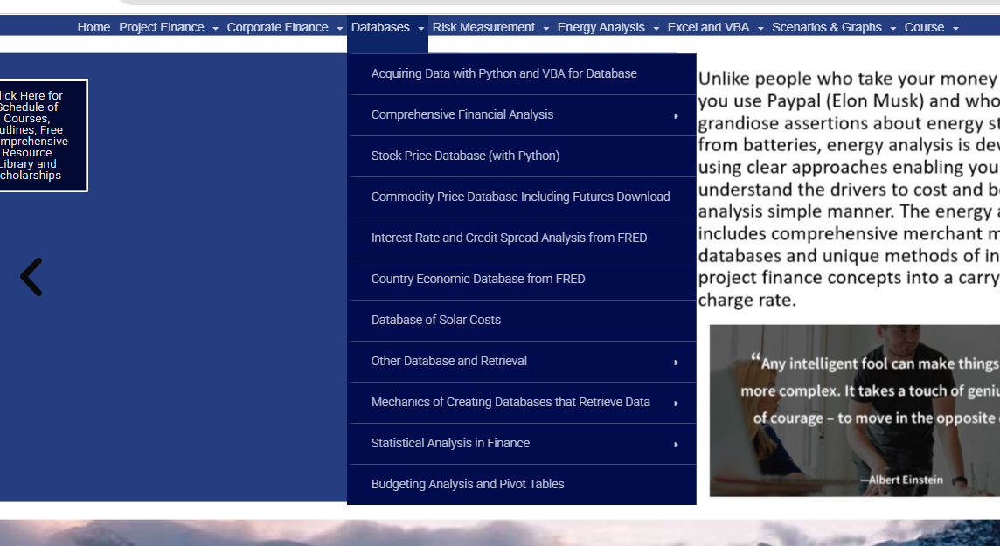 Home Project Finance Corporate Finance Databases Risk Measurement Energy Analysis Excel and VBA Scenarios & Graphs Course
lick Here for
Schedule of
Courses,
utlines, Free
mprehensive
Resource
Library and
cholarships
Acquiring Data with Python and VBA for Database
Comprehensive Financial Analysis
Stock Price Database (with Python)
Commodity Price Database Including Futures Download
Interest Rate and Credit Spread Analysis from FRED
Country Economic Database from FRED
Database of Solar Costs
Other Database and Retrieval
Mechanics of Creating Databases that Retrieve Data
Statistical Analysis in Finance
Budgeting Analysis and Pivot Tables
Unlike people who take your money
you use Paypal (Elon Musk) and who
grandiose assertions about energy st
from batteries, energy analysis is dev
using clear approaches enabling you
understand the drivers to cost and be
analysis simple manner. The energy a
includes comprehensive merchant m
databases and unique methods of in
project finance concepts into a carry
charge rate.
“Any intelligent fool can make things
more complex. It takes a touch of geniu
of courage – to move in the opposite
—Albert Einstein